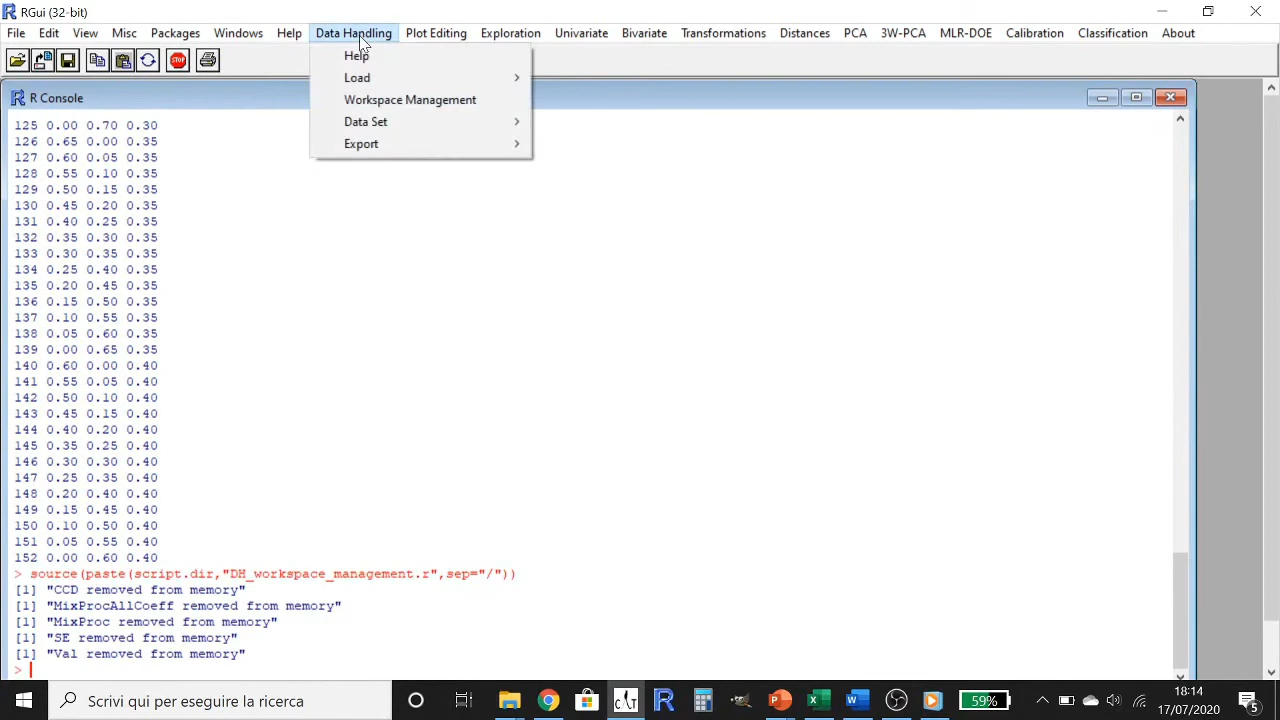 RGui (32-bit)
File Edit View Misc Packages Windows Help Data Handling Plot Editing Exploration Univariate Bivariate Transformations Distances PCA 3W-PCA MLR-DOE Calibration Classification About
STOP
Help
Load
Workspace Management
Data Set
Export
R Console
125 0.00 0.70 0.30
126 0.65 0.00 0.35
127 0.60 0.05 0.35
128 0.55 0.10 0.35
129 0.50 0.15 0.35
130 0.45 0.20 0.35
131 0.40 0.25 0.35
132 0.35 0.30 0.35
133 0.30 0.35 0.35
134 0.25 0.40 0.35
135 0.20 0.45 0.35
136 0.15 0.50 0.35
137 0.10 0.55 0.35
138 0.05 0.60 0.35
139 0.00 0.65 0.35
140 0.60 0.00 0.40
141 0.55 0.05 0.40
142 0.50 0.10 0.40
143 0.45 0.15 0.40
144 0.40 0.20 0.40
145 0.35 0.25 0.40
146 0.30 0.30 0.40
147 0.25 0.35 0.40
148 0.20 0.40 0.40
149 0.15 0.45 0.40
150 0.10 0.50 0.40
151 0.05 0.55 0.40
152 0.00 0.60 0.40
> source(paste(script.dir,"DH_workspace_management.r",sep="/"))
[1] "CCD removed from memory"
[1] "MixProcAllCoeff removed from memory"
[1] "MixProc removed from memory"
[1] "SE removed from memory"
[1] "Val removed from memory"
>
Scrivi qui per eseguire la ricerca
59%
18:14
17/07/2020
5